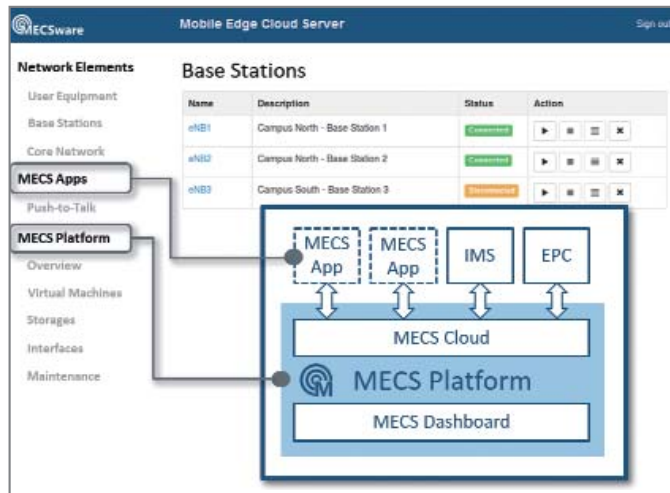 MECSware
Mobile Edge Cloud Server
Sign out
Network Elements
User Equipment
Base Stations
Core Network
MECS Apps
Push-to-Talk
MECS Platform
Overview
Virtual Machines
Storages
Interfaces
Maintenance
Base Stations
Name Description Status Action
eNB1 Campus North - Base Station 1 Connected
eNB2 Campus North - Base Station 2 Connected
eNB3 Campus South - Base Station 3 Disconnected
MECS App
MECS App
IMS
EPC
MECS Cloud
MECS Platform
MECS Dashboard